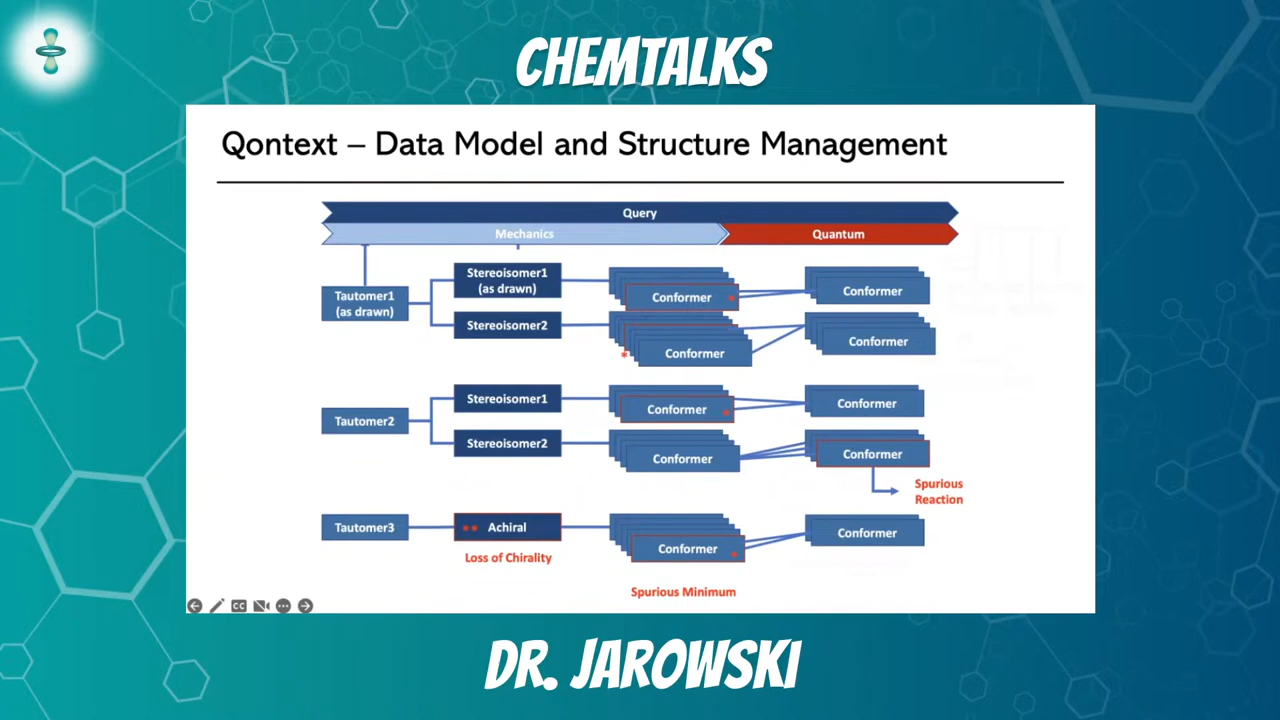 CHEMTALKS
Qontext – Data Model and Structure Management
Query
Mechanics
Quantum
Tautomer1
(as drawn)
Stereoisomer1
(as drawn)
Conformer
*
Conformer
Stereoisomer2
*
Conformer
Conformer
Tautomer2
Stereoisomer1
Conformer
*
Conformer
Stereoisomer2
Conformer
Conformer
Spurious
Reaction
Tautomer3
** Achiral
Loss of Chirality
Conformer
*
Conformer
Spurious Minimum
CC
DR. JAROWSKI